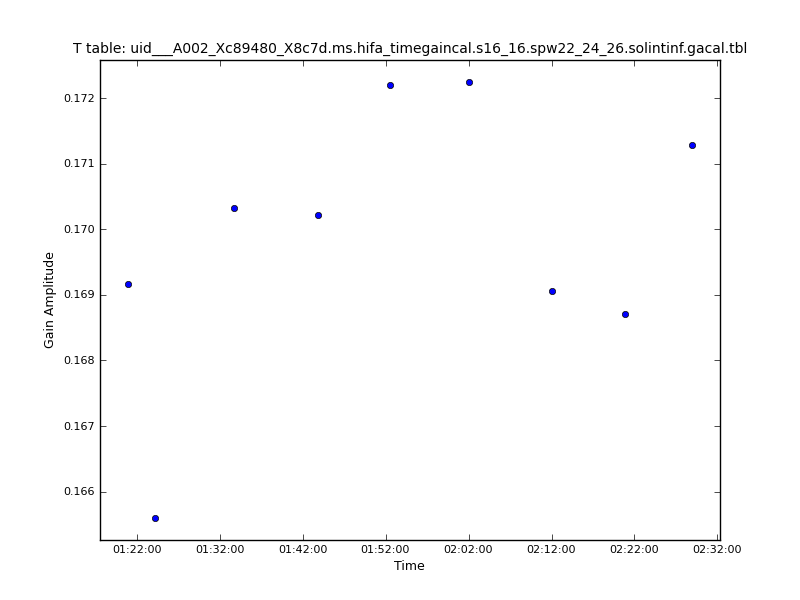 T table: uid___A002_Xc89480_X8c7d.ms.hifa_timegaincal.s16_16.spw22_24_26.solintinf.gacal.tbl
0.172
0.171
0.170
0.169
0.168
0.167
0.166
Gain Amplitude
01:22:00 01:32:00 01:42:00 01:52:00 02:02:00 02:12:00 02:22:00 02:32:00
Time